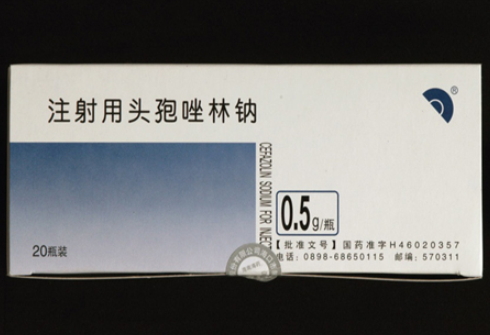 ®
注射用头孢唑林钠
CEFAZOLIN SODIUM FOR INJEC
0.5g/瓶
【批准文号】国药准字H46020357
20瓶装
电话：0898-68650115 邮编：570311